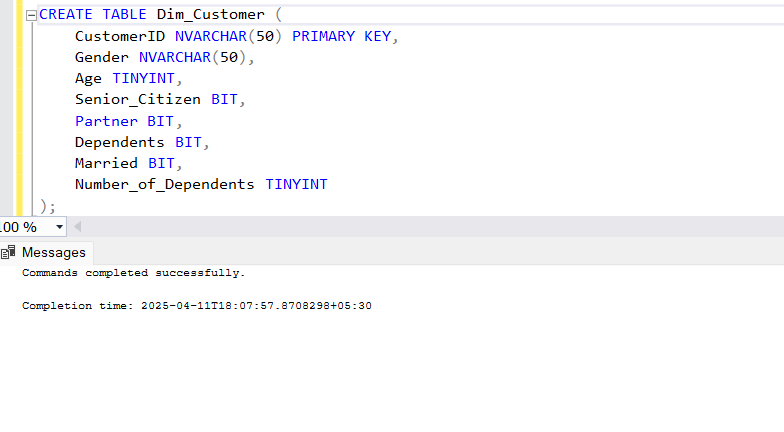 CREATE TABLE Dim_Customer (
CustomerID NVARCHAR(50) PRIMARY KEY,
Gender NVARCHAR(50),
Age TINYINT,
Senior_Citizen BIT,
Partner BIT,
Dependents BIT,
Married BIT,
Number_of_Dependents TINYINT
);
100 %
Messages
Commands completed successfully.
Completion time: 2025-04-11T18:07:57.8708298+05:30